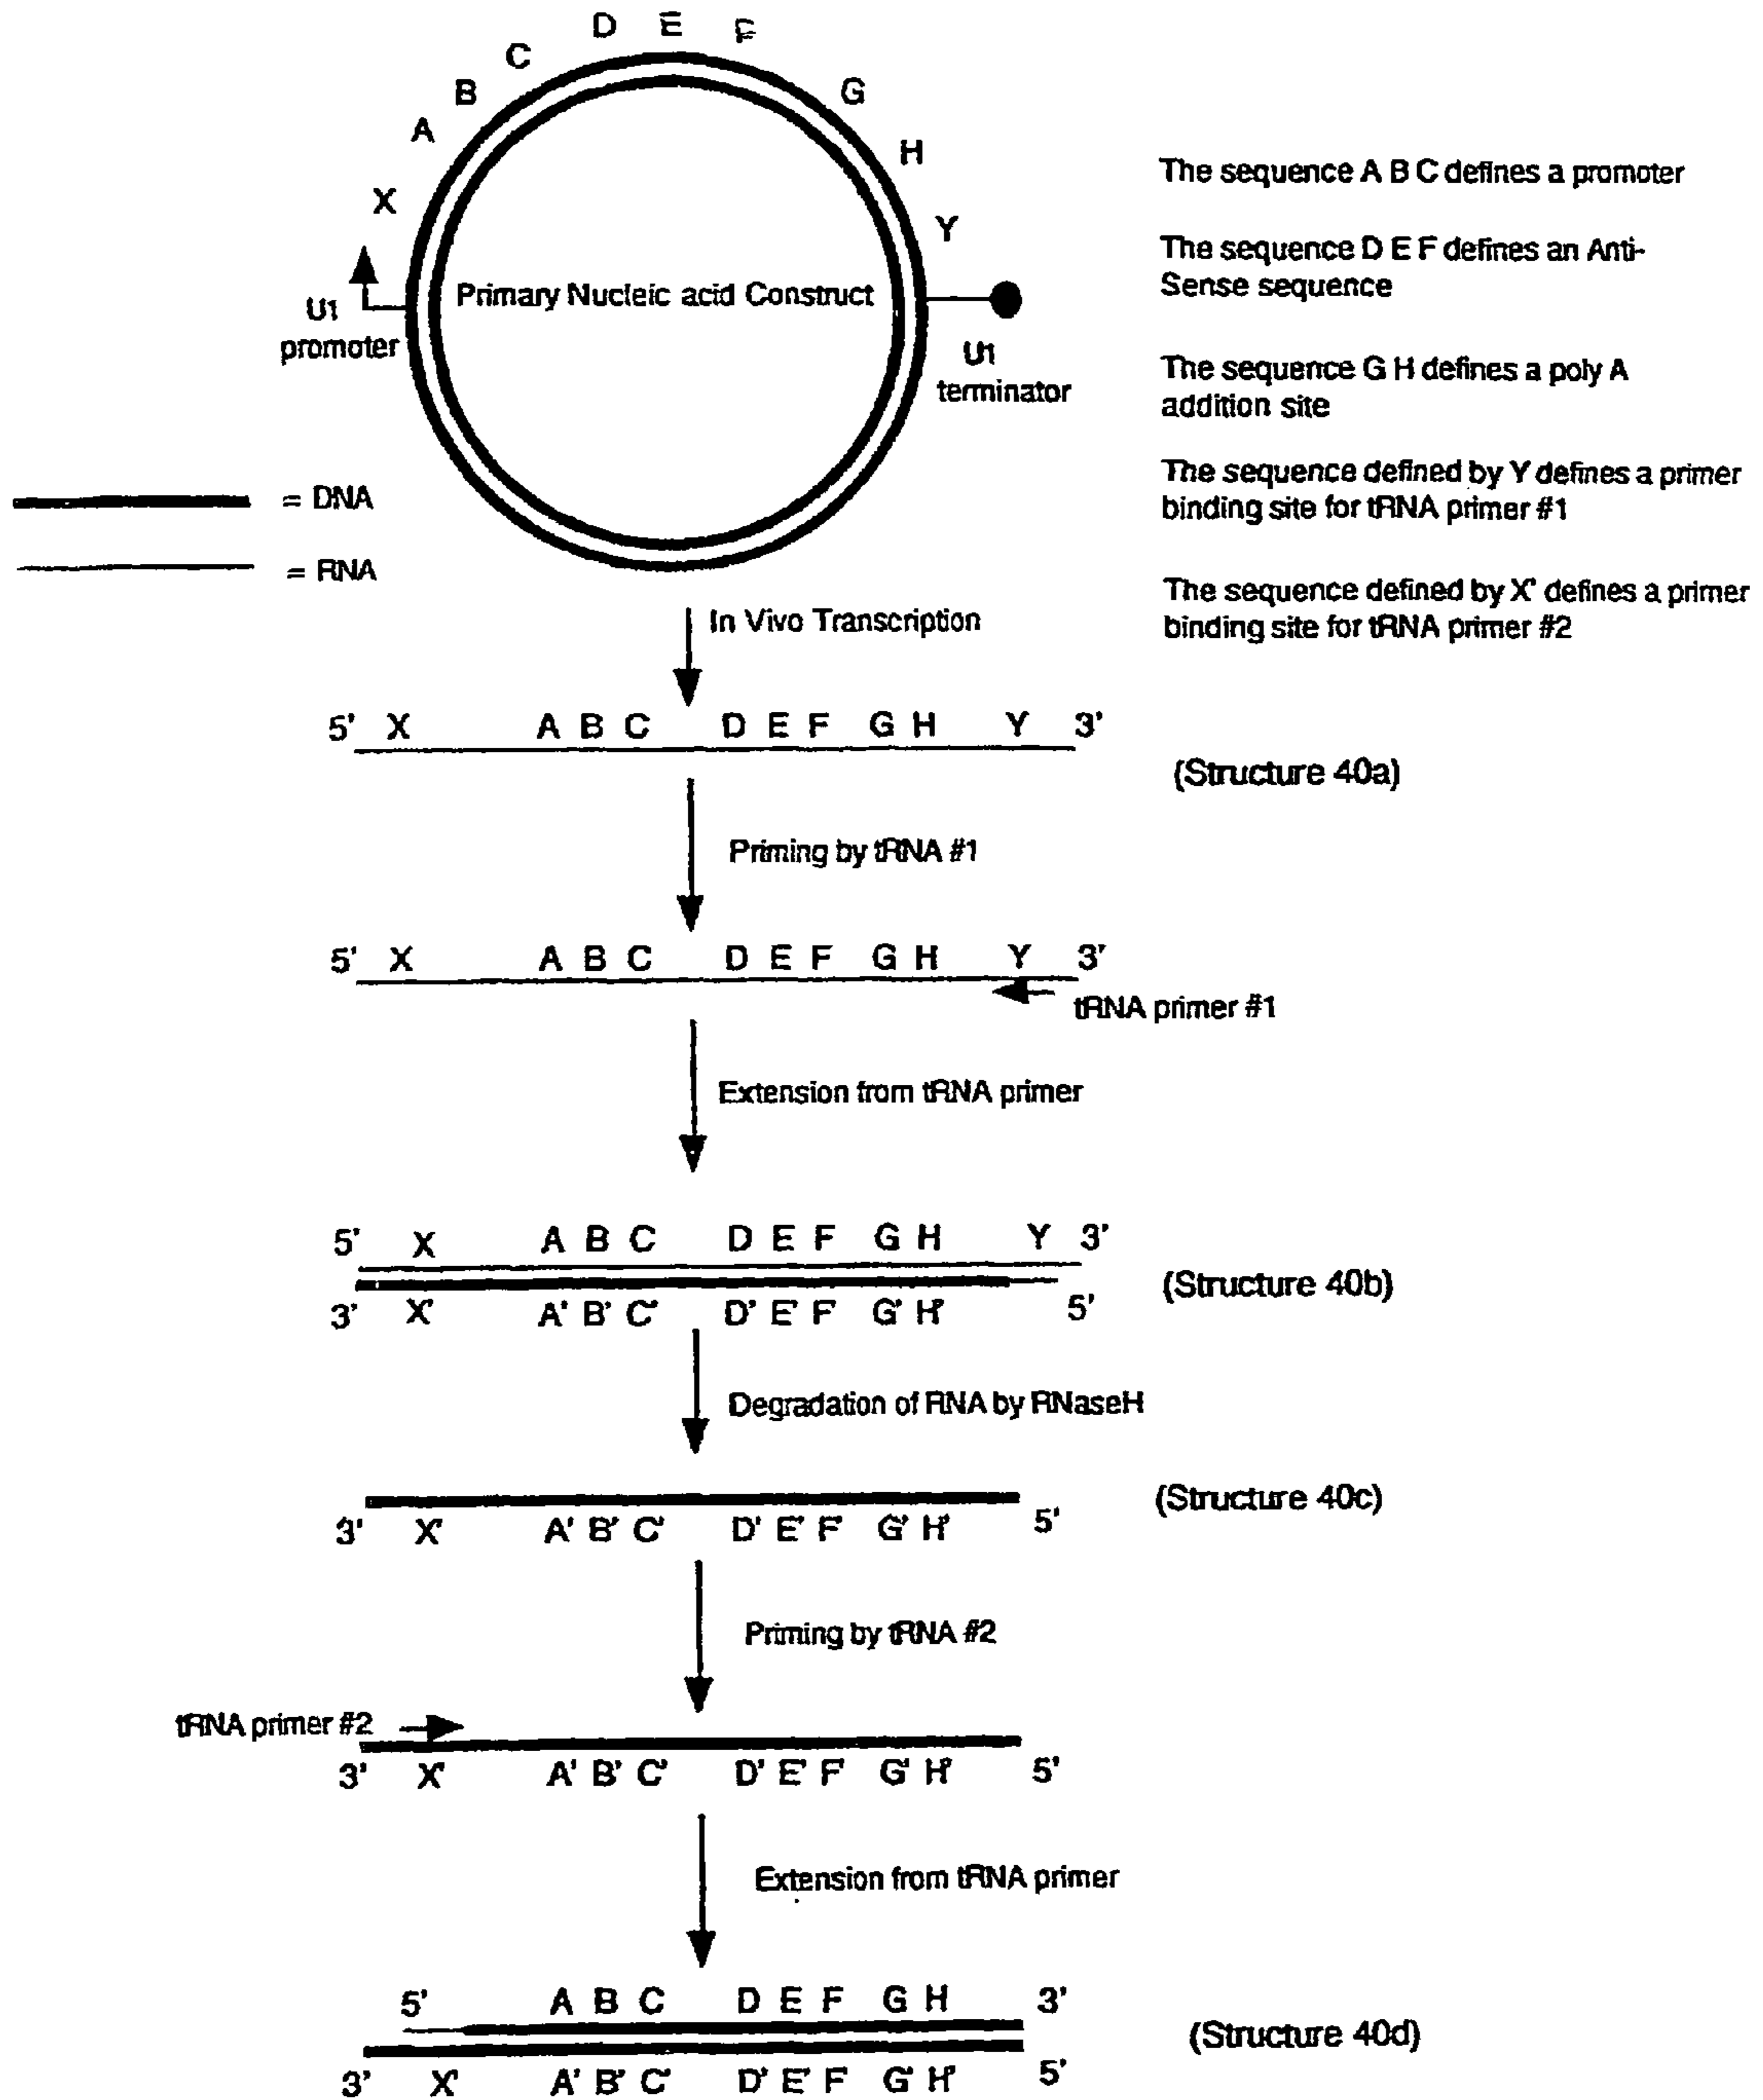 D E F
C G
B H
A Y
X
Primary Nucleic acid Construct
U1
promoter
U1
terminator
= DNA
= RNA
The sequence A B C defines a promoter
The sequence D E F defines an Anti-
Sense sequence
The sequence G H defines a poly A
addition site
The sequence defined by Y defines a primer
binding site for tRNA primer #1
The sequence defined by X' defines a primer
binding site for tRNA primer #2
In Vivo Transcription
5' X A B C D E F G H Y 3'
(Structure 40a)
Priming by tRNA #1
5' X A B C D E F G H Y 3'
tRNA primer #1
Extension from tRNA primer
5' X A B C D E F G H Y 3'
(Structure 40b)
3' X' A' B' C' D' E' F' G' H' 5'
Degradation of RNA by RNaseH
(Structure 40c)
3' X' A' B' C' D' E' F' G' H' 5'
Priming by tRNA #2
tRNA primer #2
3' X' A' B' C' D' E' F' G' H' 5'
Extension from tRNA primer
5' A B C D E F G H 3'
(Structure 40d)
3' X' A' B' C' D' E' F' G' H' 5'